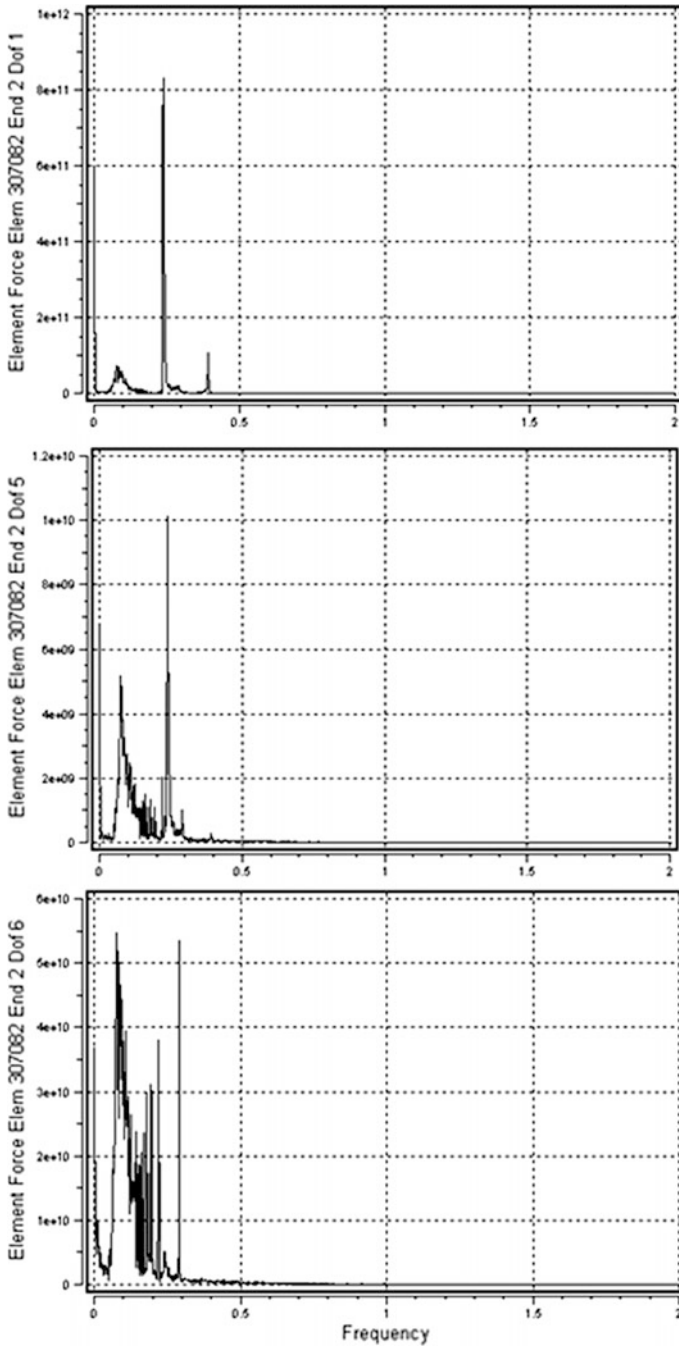 Element Force Elem 307082 End 2 Dof 1
1e+12
8e+11
6e+11
4e+11
2e+11
0
0
0.5
1
1.5
2
Element Force Elem 307082 End 2 Dof 5
1.2e+10
1e+10
8e+09
6e+09
4e+09
2e+09
0
0
0.5
1
1.5
2
Element Force Elem 307082 End 2 Dof 6
6e+10
5e+10
4e+10
3e+10
2e+10
1e+10
0
0
0.5
1
1.5
2
Frequency